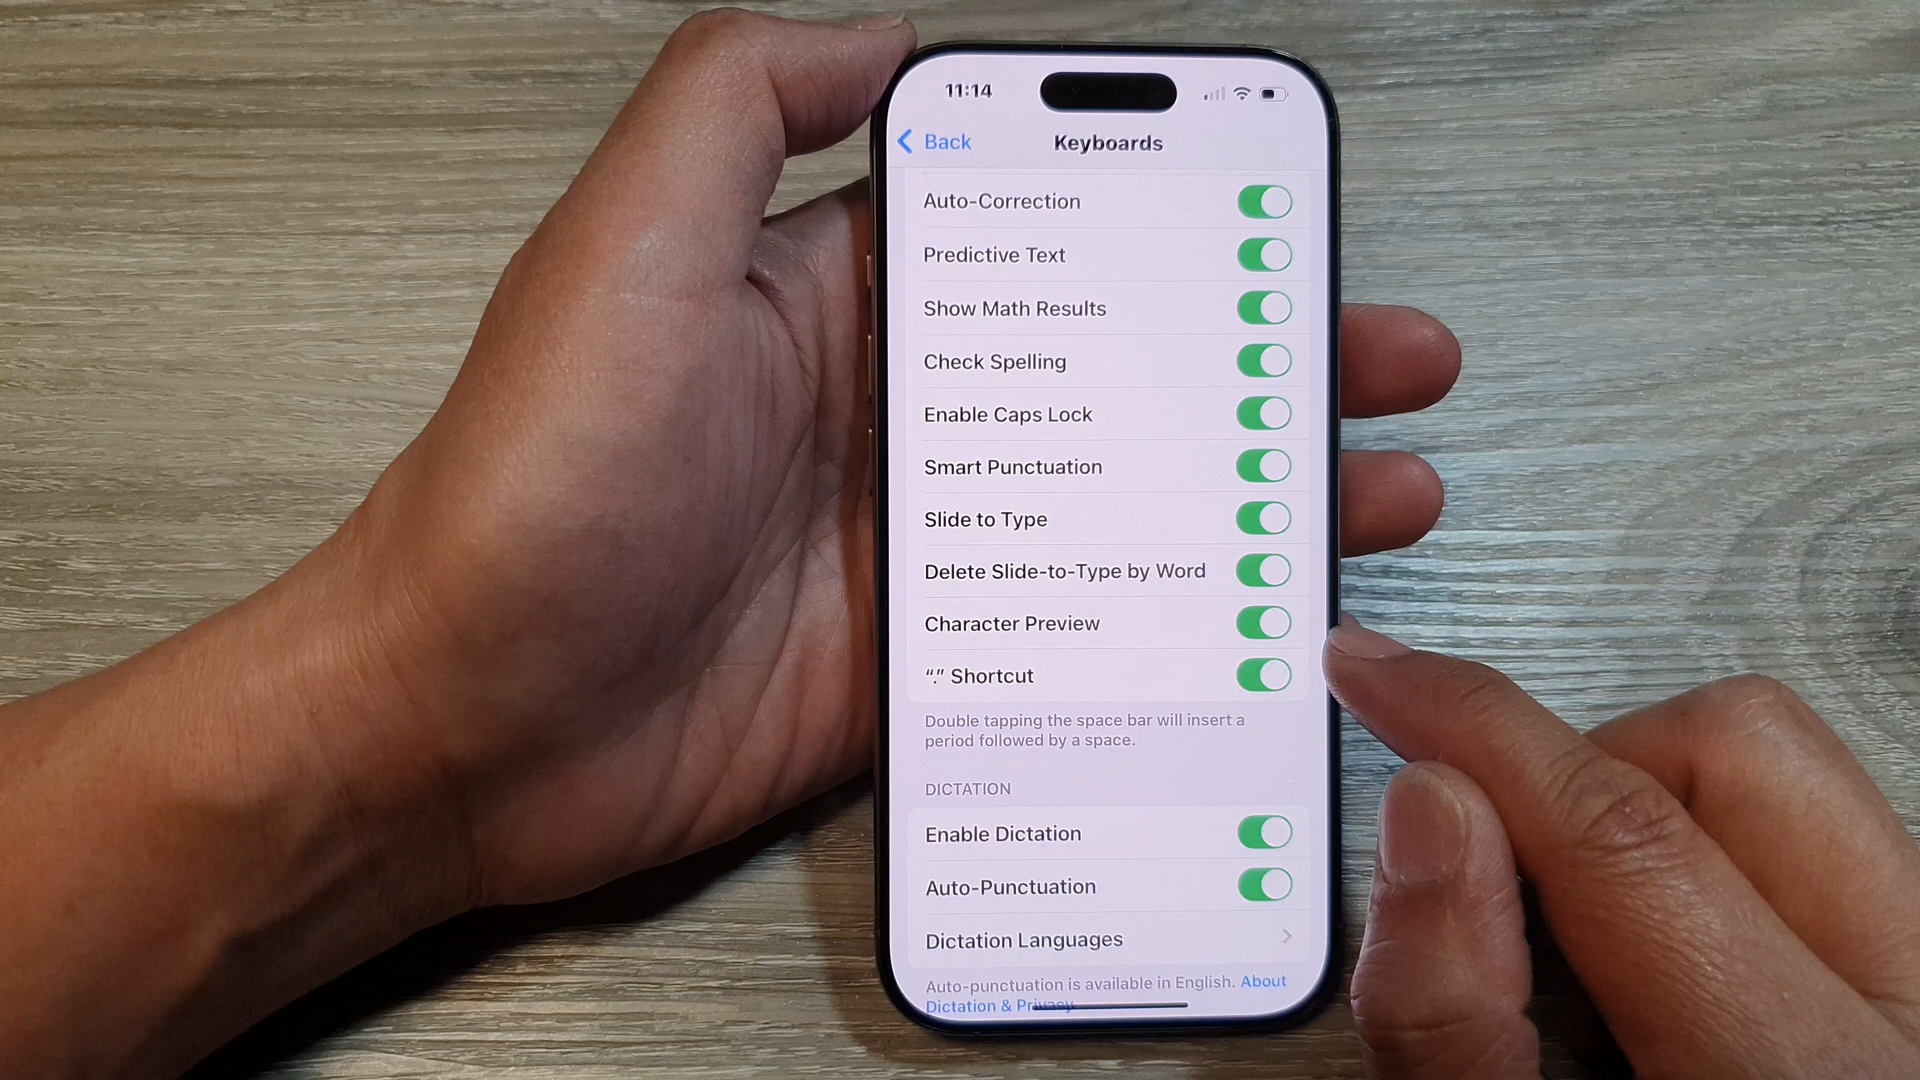 11:14
Back
Keyboards
Auto-Correction
Predictive Text
Show Math Results
Check Spelling
Enable Caps Lock
Smart Punctuation
Slide to Type
Delete Slide-to-Type by Word
Character Preview
“.” Shortcut
Double tapping the space bar will insert a
period followed by a space.
DICTATION
Enable Dictation
Auto-Punctuation
Dictation Languages
Auto-punctuation is available in English. About
Dictation & Privacy